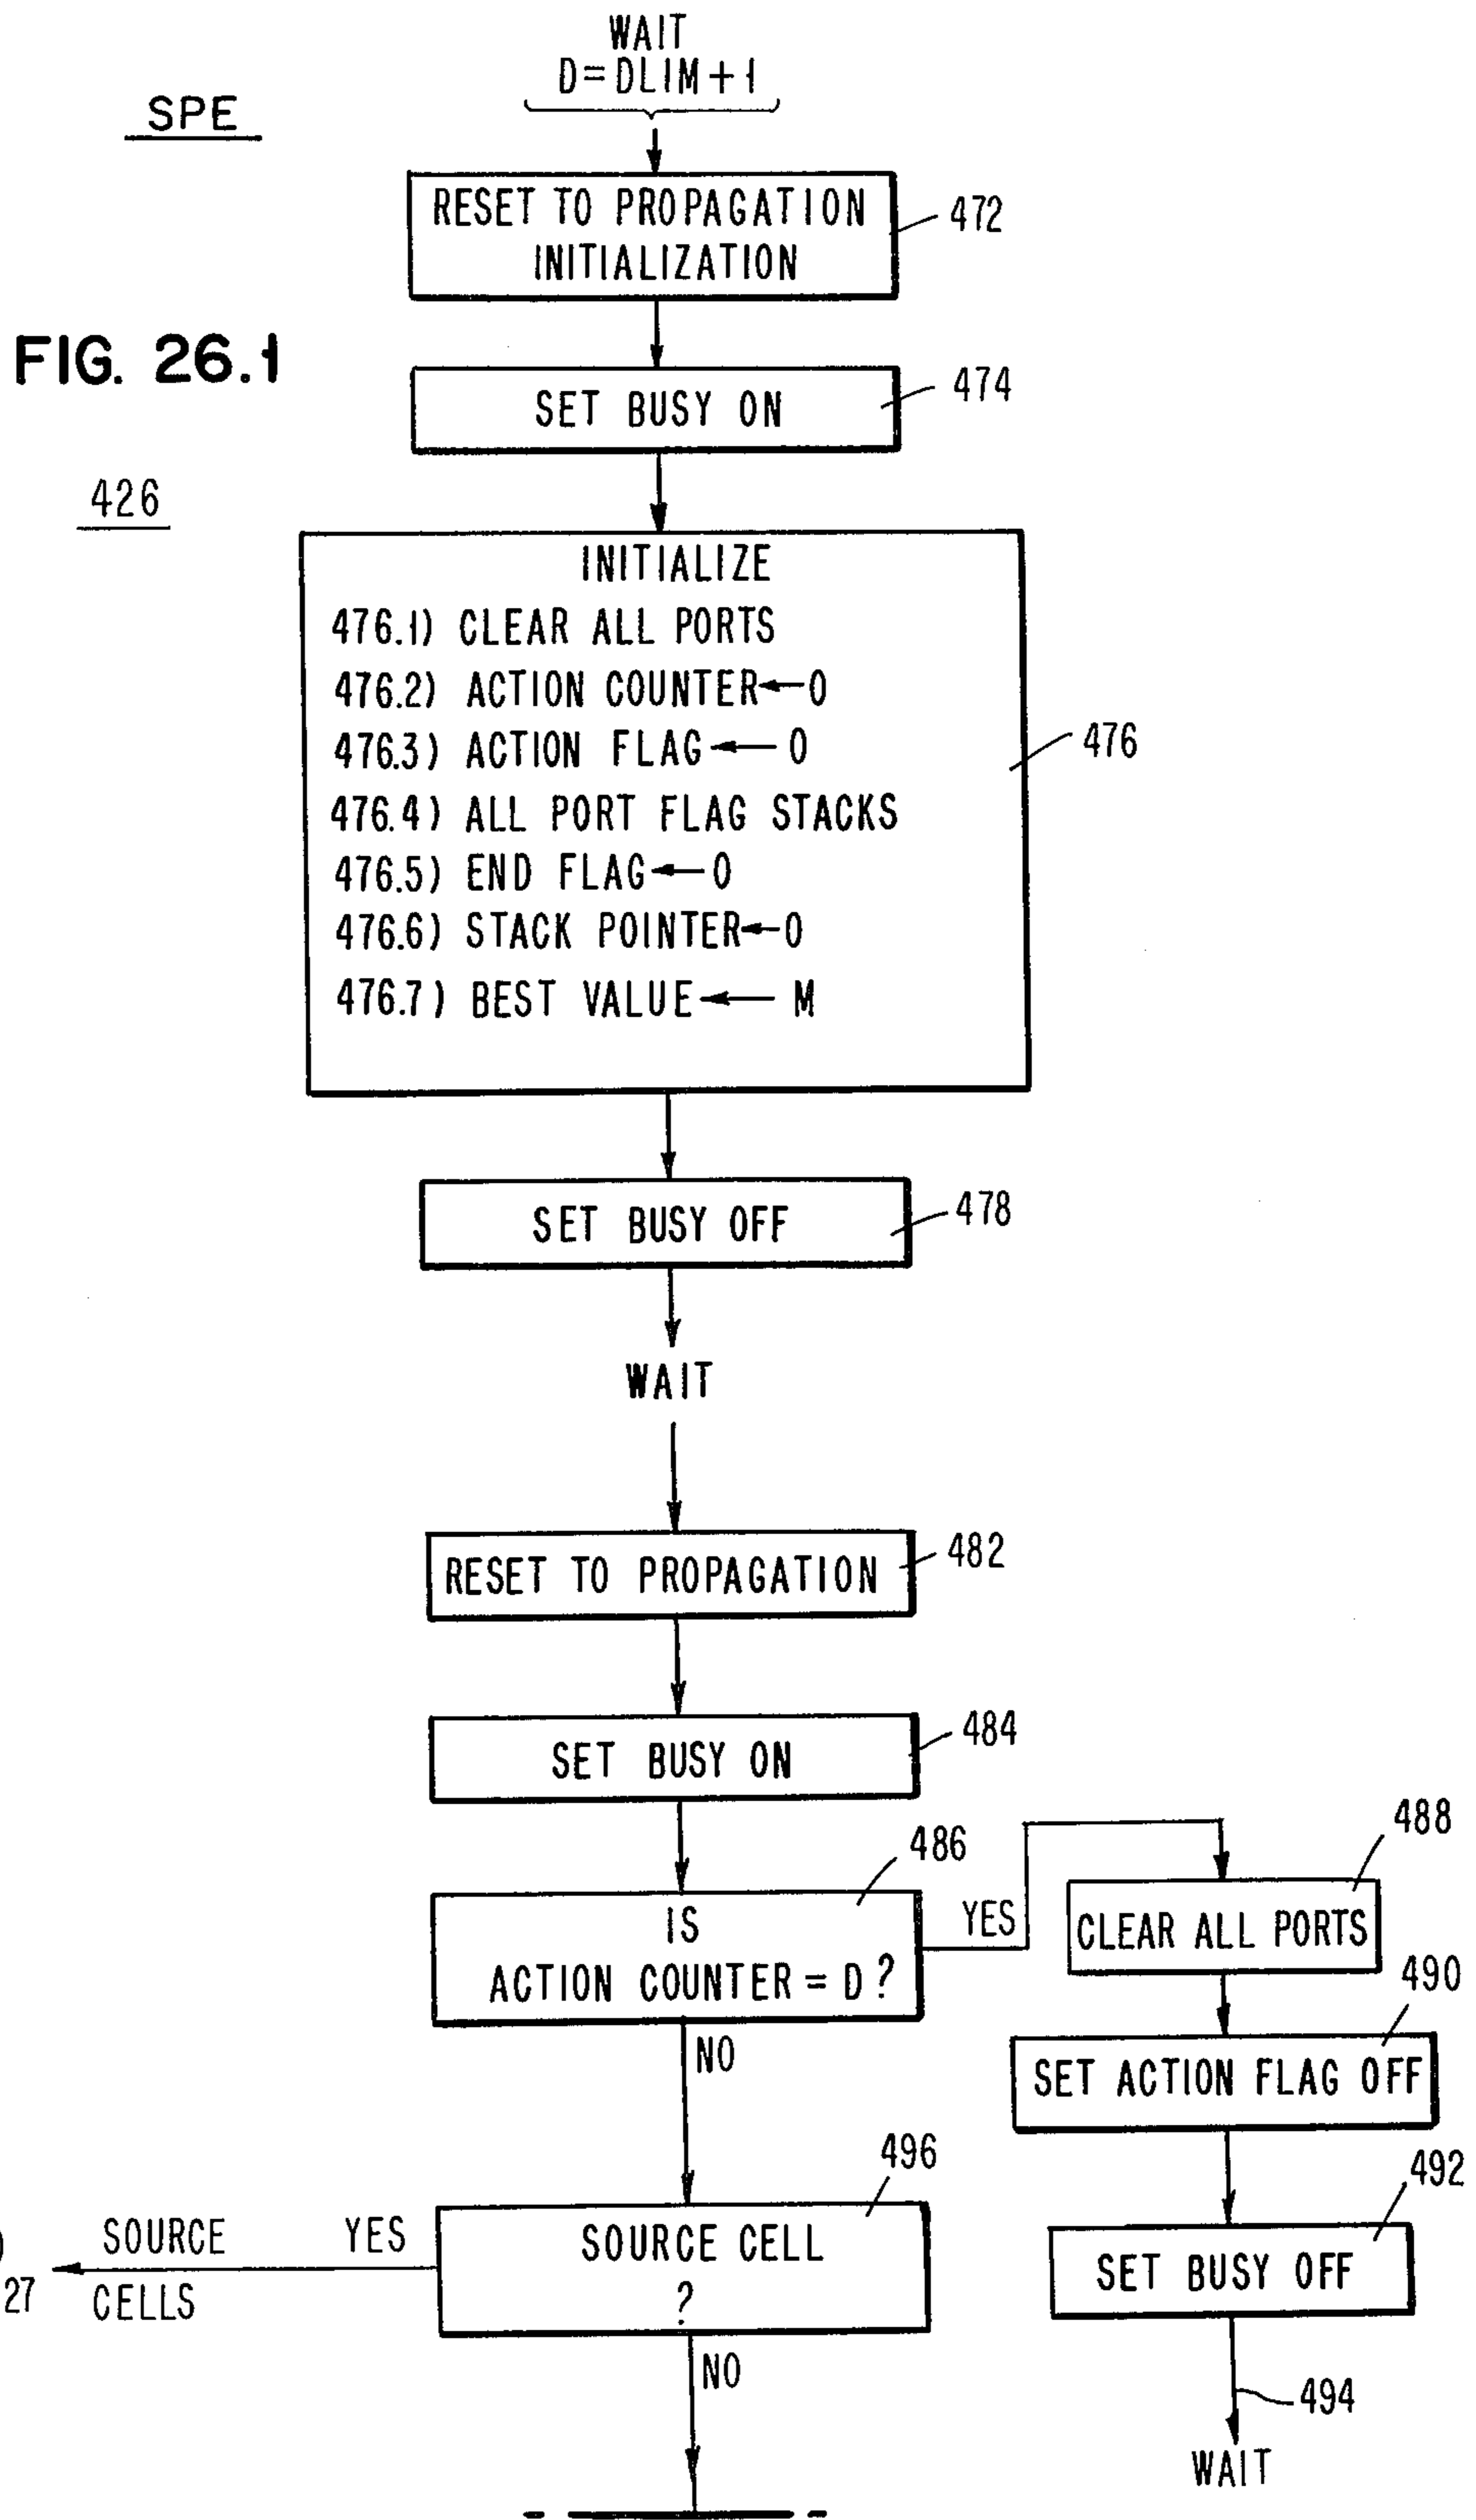 WAIT
D=DLIM+1
SPE
RESET TO PROPAGATION
INITIALIZATION
472
FIG. 26.1
SET BUSY ON
474
426
INITIALIZE
476.1) CLEAR ALL PORTS
476.2) ACTION COUNTER←0
476.3) ACTION FLAG←0
476.4) ALL PORT FLAG STACKS
476.5) END FLAG←0
476.6) STACK POINTER←0
476.7) BEST VALUE← M
476
SET BUSY OFF
478
WAIT
RESET TO PROPAGATION
482
SET BUSY ON
484
IS
ACTION COUNTER = D ?
486
YES
NO
CLEAR ALL PORTS
488
SET ACTION FLAG OFF
490
SET BUSY OFF
492
494
WAIT
SOURCE CELL
?
496
YES
SOURCE
CELLS
27
NO